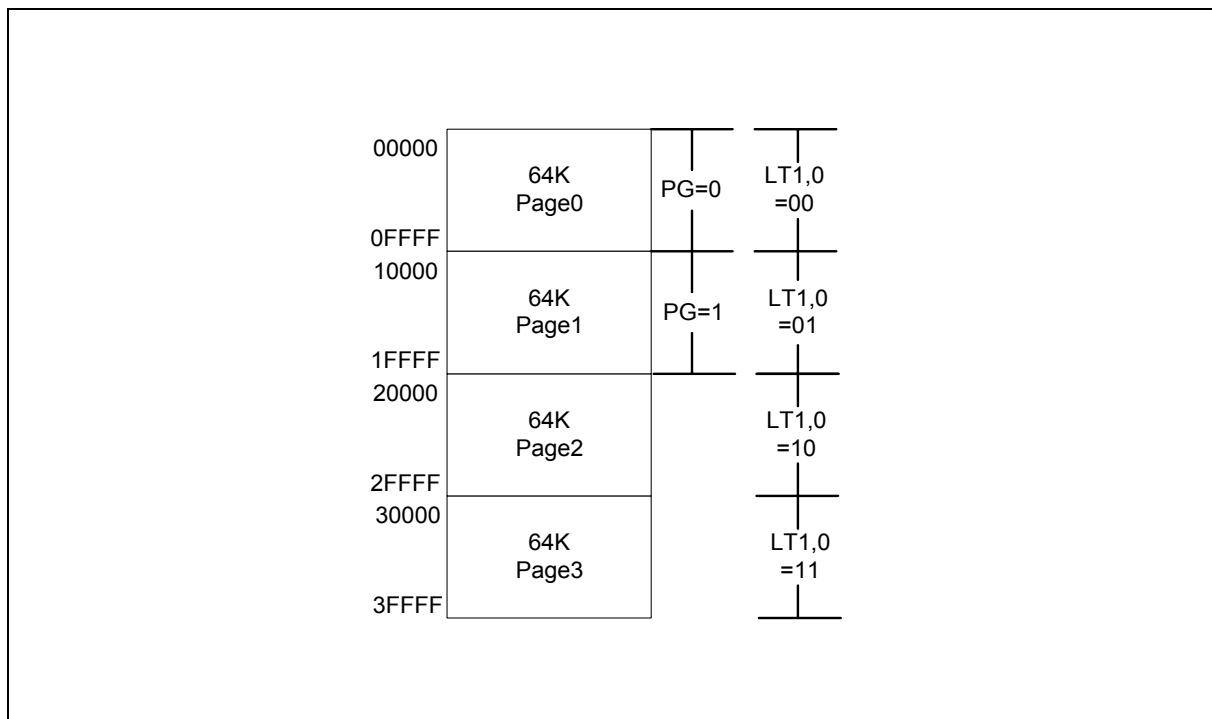 00000
64K
Page0
PG=0
LT1,0
=00
0FFFF
10000
64K
Page1
PG=1
LT1,0
=01
1FFFF
20000
64K
Page2
LT1,0
=10
2FFFF
30000
64K
Page3
LT1,0
=11
3FFFF